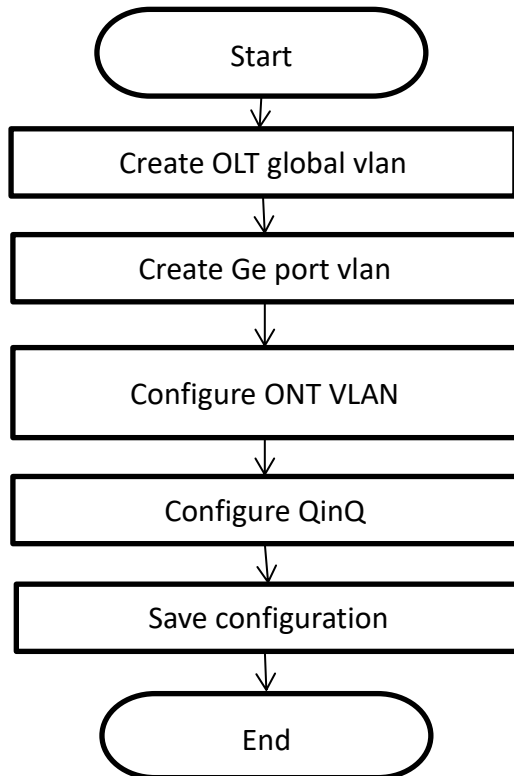 Start
Create OLT global vlan
Create Ge port vlan
Configure ONT VLAN
Configure QinQ
Save configuration
End